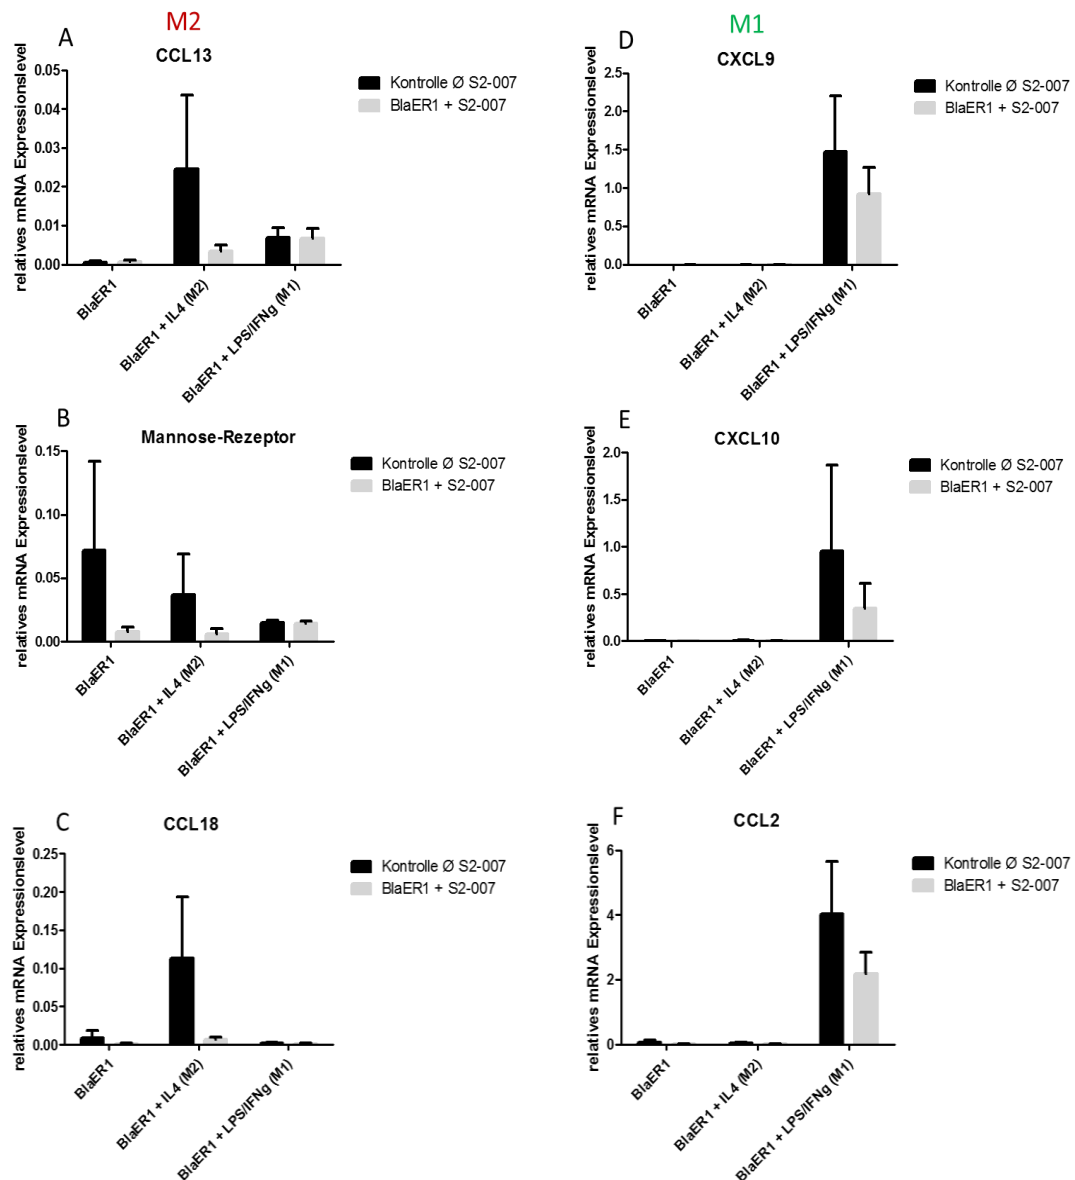 M2
A
CCL13
relatives mRNA Expressionslevel
0.05
0.04
0.03
0.02
0.01
0.00
BlaER1
BlaER1 + IL4 (M2)
BlaER1 + LPS/IFNg (M1)
Kontrolle Ø S2-007
BlaER1 + S2-007
B
Mannose-Rezeptor
relatives mRNA Expressionslevel
0.15
0.10
0.05
0.00
BlaER1
BlaER1 + IL4 (M2)
BlaER1 + LPS/IFNg (M1)
Kontrolle Ø S2-007
BlaER1 + S2-007
C
CCL18
relatives mRNA Expressionslevel
0.25
0.20
0.15
0.10
0.05
0.00
BlaER1
BlaER1 + IL4 (M2)
BlaER1 + LPS/IFNg (M1)
Kontrolle Ø S2-007
BlaER1 + S2-007
M1
D
CXCL9
relatives mRNA Expressionslevel
2.5
2.0
1.5
1.0
0.5
0.0
BlaER1
BlaER1 + IL4 (M2)
BlaER1 + LPS/IFNg (M1)
Kontrolle Ø S2-007
BlaER1 + S2-007
E
CXCL10
relatives mRNA Expressionslevel
2.0
1.5
1.0
0.5
0.0
BlaER1
BlaER1 + IL4 (M2)
BlaER1 + LPS/IFNg (M1)
Kontrolle Ø S2-007
BlaER1 + S2-007
F
CCL2
relatives mRNA Expressionslevel
6
4
2
0
BlaER1
BlaER1 + IL4 (M2)
BlaER1 + LPS/IFNg (M1)
Kontrolle Ø S2-007
BlaER1 + S2-007